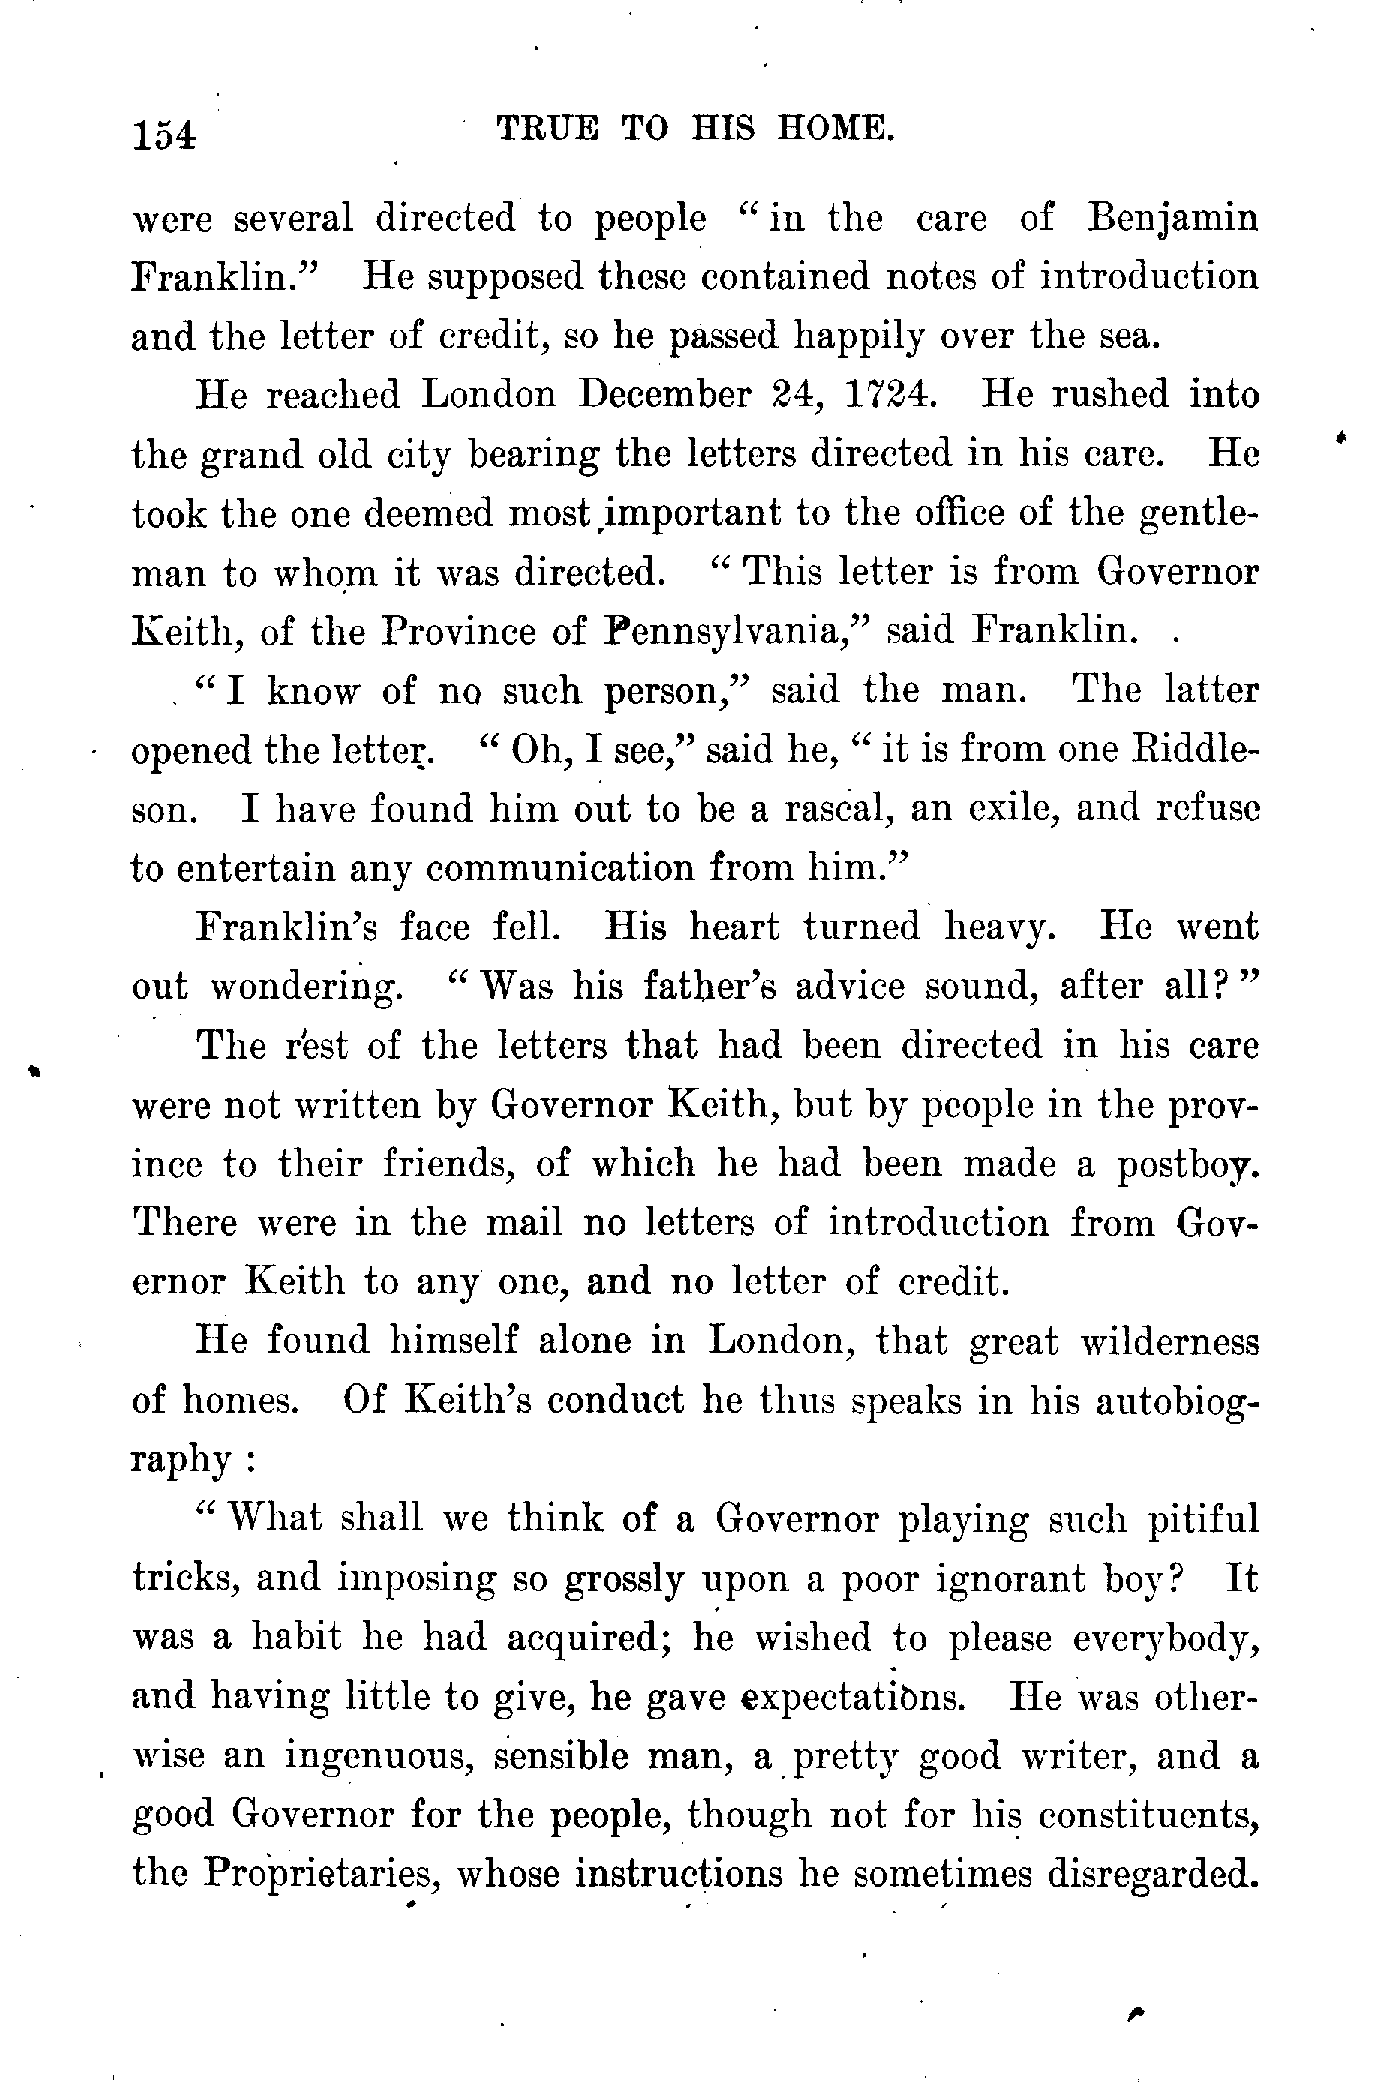 154 TRUE TO HIS HOME.
were several directed to people “ in the care of Benjamin
Franklin.” He supposed these contained notes of introduction
and the letter of credit, so he passed happily over the sea.
He reached London December 24, 1724. He rushed into
the grand old city bearing the letters directed in his care. He
took the one deemed most important to the office of the gentle-
man to whom it was directed. “ This letter is from Governor
Keith, of the Province of Pennsylvania,” said Franklin.
“ I know of no such person,” said the man. The latter
opened the letter. “ Oh, I see,” said he, “ it is from one Riddle-
son. I have found him out to be a rascal, an exile, and refuse
to entertain any communication from him.”
Franklin’s face fell. His heart turned heavy. He went
out wondering. “ Was his father’s advice sound, after all? ”
The rest of the letters that had been directed in his care
were not written by Governor Keith, but by people in the prov-
ince to their friends, of which he had been made a postboy.
There were in the mail no letters of introduction from Gov-
ernor Keith to any one, and no letter of credit.
He found himself alone in London, that great wilderness
of homes. Of Keith’s conduct he thus speaks in his autobiog-
raphy :
“ What shall we think of a Governor playing such pitiful
tricks, and imposing so grossly upon a poor ignorant boy? It
was a habit he had acquired; he wished to please everybody,
and having little to give, he gave expectations. He was other-
wise an ingenuous, sensible man, a pretty good writer, and a
good Governor for the people, though not for his constituents,
the Proprietaries, whose instructions he sometimes disregarded.